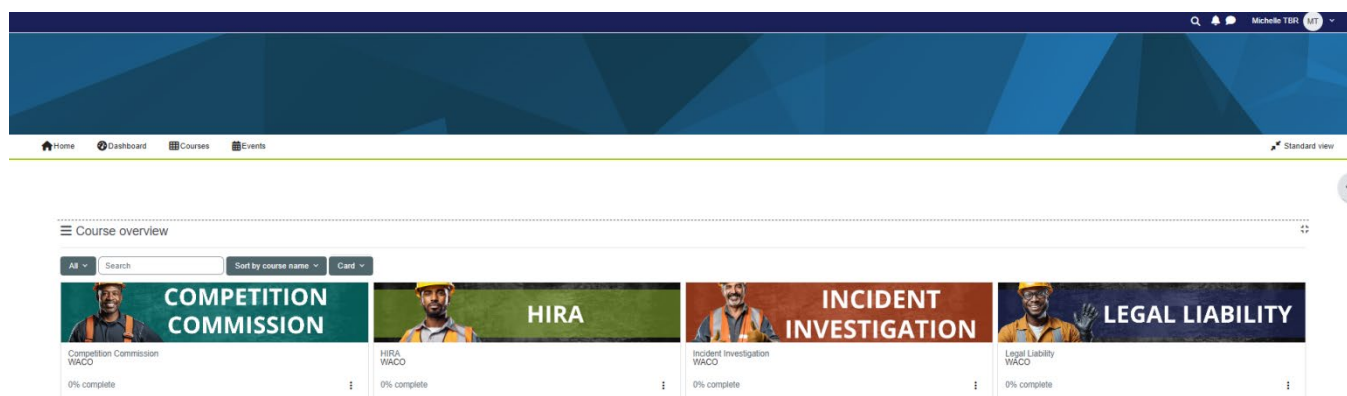 Michelle TBR MT
Home Dashboard Courses Events Standard view
Course overview
All Search Sort by course name Card
COMPETITION
COMMISSION
Competition Commission
WACO
0% complete
HIRA
HIRA
WACO
0% complete
INCIDENT
INVESTIGATION
Incident Investigation
WACO
0% complete
LEGAL LIABILITY
Legal Liability
WACO
0% complete